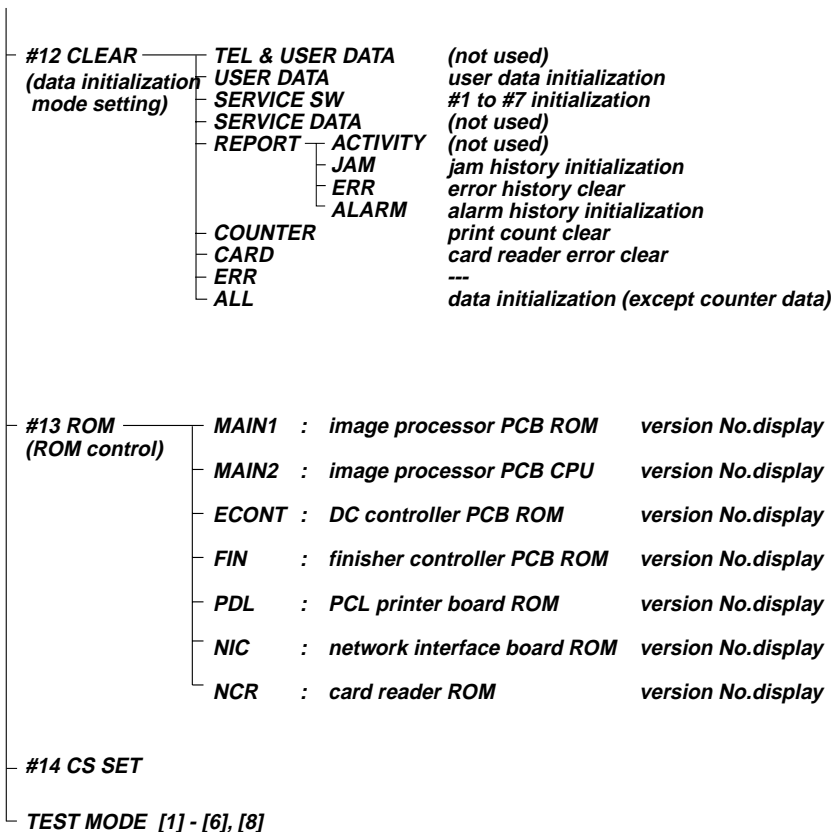 #12 CLEAR TEL & USER DATA (not used)
(data initialization USER DATA user data initialization
mode setting) SERVICE SW #1 to #7 initialization
SERVICE DATA (not used)
REPORT ACTIVITY (not used)
JAM jam history initialization
ERR error history clear
ALARM alarm history initialization
COUNTER print count clear
CARD card reader error clear
ERR ---
ALL data initialization (except counter data)
#13 ROM MAIN1 : image processor PCB ROM version No.display
(ROM control)
MAIN2 : image processor PCB CPU version No.display
ECONT : DC controller PCB ROM version No.display
FIN : finisher controller PCB ROM version No.display
PDL : PCL printer board ROM version No.display
NIC : network interface board ROM version No.display
NCR : card reader ROM version No.display
#14 CS SET
TEST MODE [1] - [6], [8]